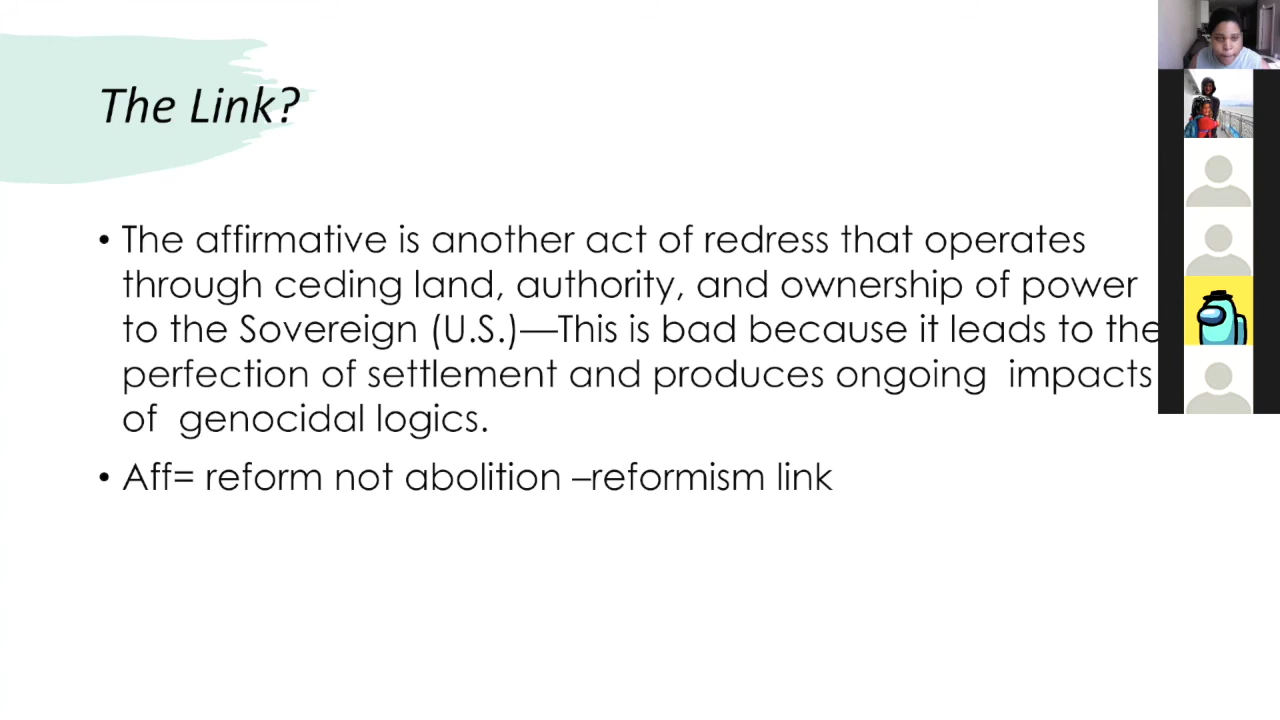 The Link?
• The affirmative is another act of redress that operates
through ceding land, authority, and ownership of power
to the Sovereign (U.S.)—This is bad because it leads to the
perfection of settlement and produces ongoing  impacts
of  genocidal logics.
• Aff= reform not abolition –reformism link